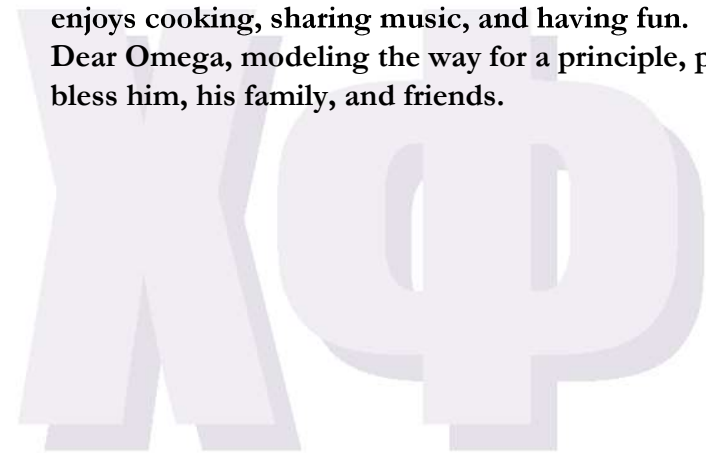 enjoys cooking, sharing music, and having fun.
Dear Omega, modeling the way for a principle, p
bless him, his family, and friends.
ΧΦ